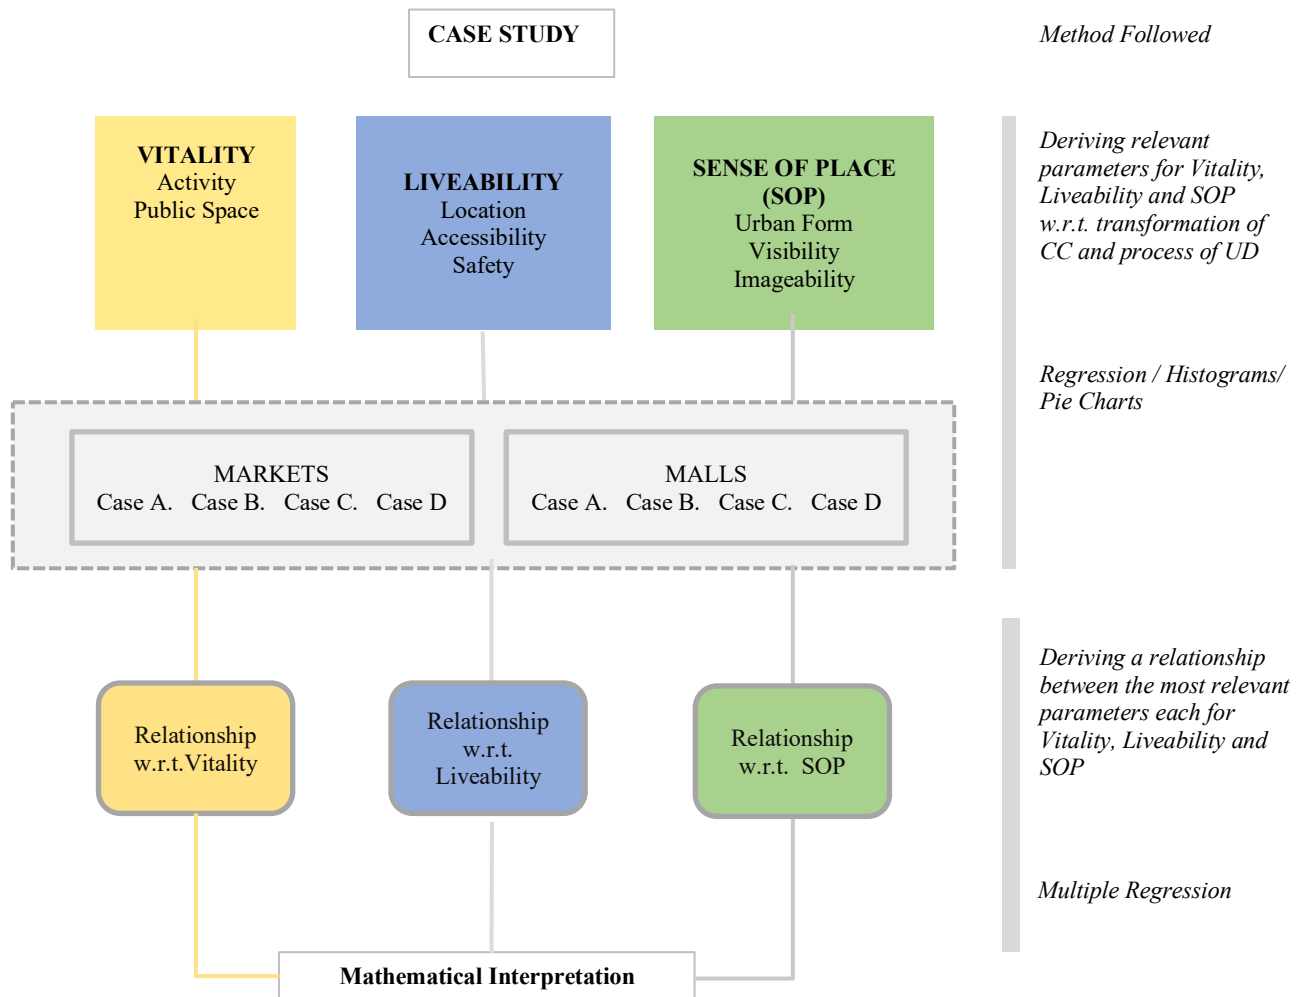 CASE STUDY
Method Followed
VITALITY
Activity
Public Space
LIVEABILITY
Location
Accessibility
Safety
SENSE OF PLACE
(SOP)
Urban Form
Visibility
Imageability
Deriving relevant
parameters for Vitality,
Liveability and SOP
w.r.t. transformation of
CC and process of UD
Regression / Histograms/
Pie Charts
MARKETS
Case A. Case B. Case C. Case D
MALLS
Case A. Case B. Case C. Case D
Relationship
w.r.t.Vitality
Relationship
w.r.t.
Liveability
Relationship
w.r.t. SOP
Deriving a relationship
between the most relevant
parameters each for
Vitality, Liveability and
SOP
Multiple Regression
Mathematical Interpretation